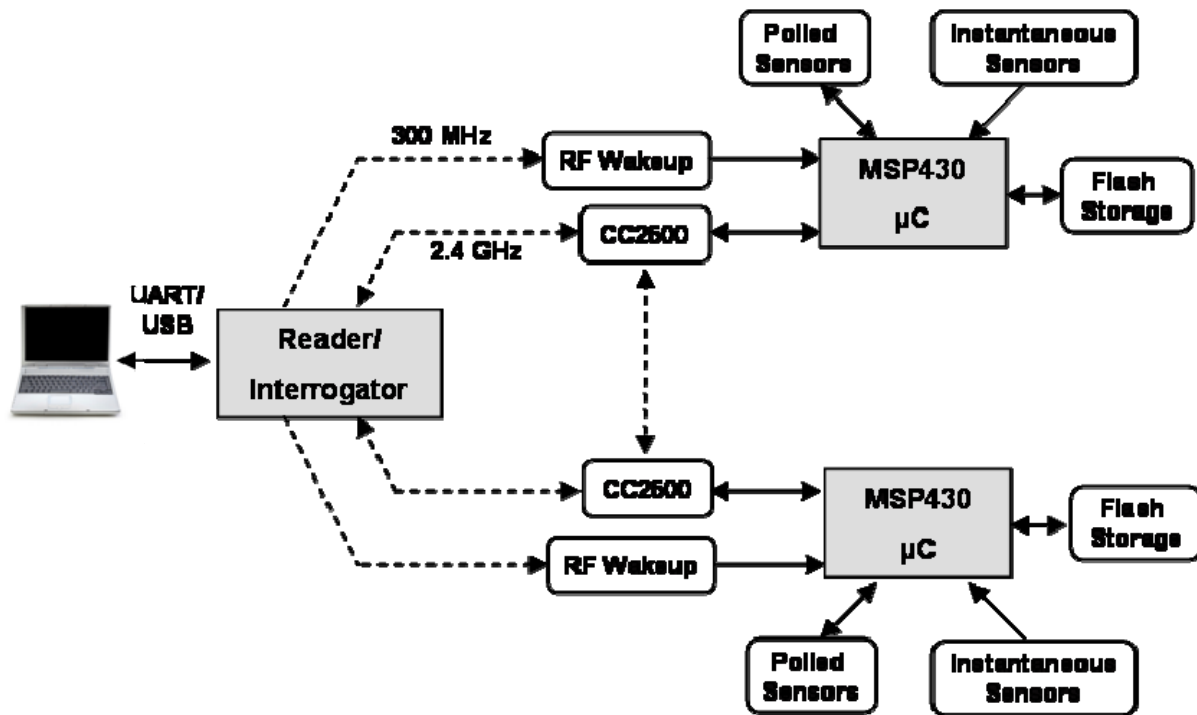 Polled
Sensors
Instantaneous
Sensors
300 MHz
RF Wakeup
MSP430
µC
Flash
Storage
2.4 GHz
CC2500
UART/
USB
Reader/
Interrogator
CC2500
MSP430
µC
Flash
Storage
RF Wakeup
Polled
Sensors
Instantaneous
Sensors